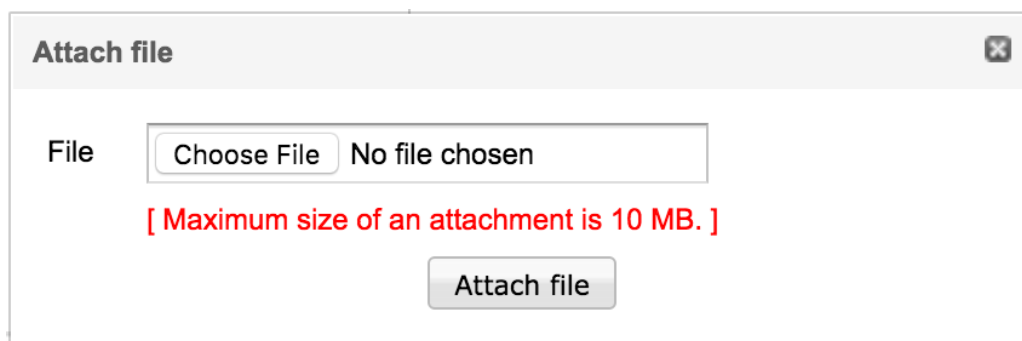 Attach file
File Choose File No file chosen
[ Maximum size of an attachment is 10 MB. ]
Attach file